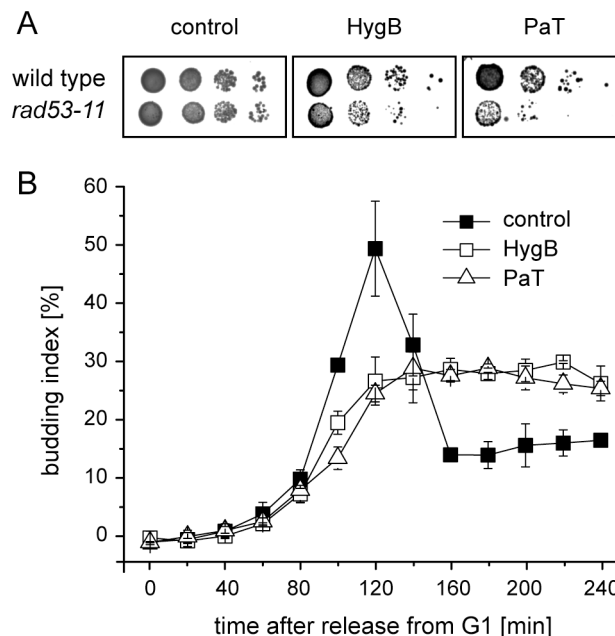 A
control HygB PaT
wild type
rad53-11
B
60
50
40
30
20
10
0
control
HygB
PaT
budding index [%]
0 40 80 120 160 200 240
time after release from G1 [min]